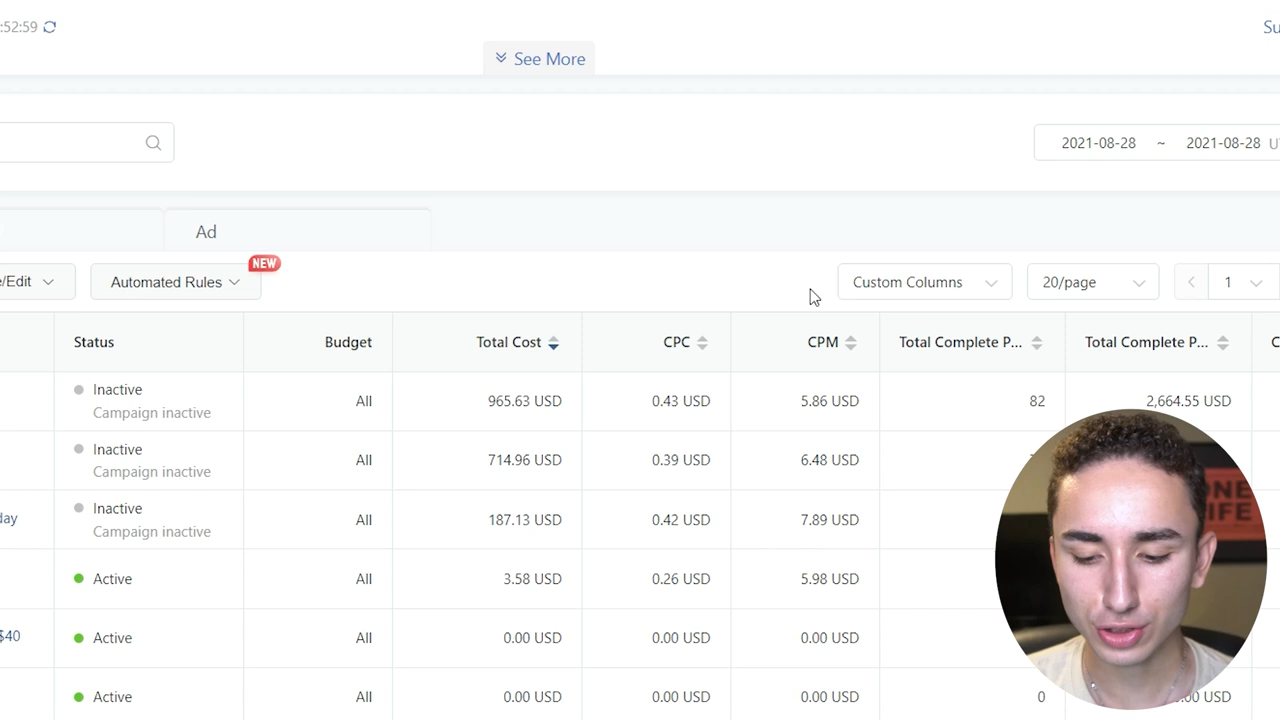 :52:59
Su
See More
2021-08-28 ~ 2021-08-28 U
Ad
e/Edit
Automated Rules
NEW
Custom Columns
20/page
1
Status Budget Total Cost CPC CPM Total Complete P... Total Complete P... C
Inactive
Campaign inactive
All 965.63 USD 0.43 USD 5.86 USD 82 2,664.55 USD
Inactive
Campaign inactive
All 714.96 USD 0.39 USD 6.48 USD
day
Inactive
Campaign inactive
All 187.13 USD 0.42 USD 7.89 USD
Active All 3.58 USD 0.26 USD 5.98 USD
$40 Active All 0.00 USD 0.00 USD 0.00 USD
Active All 0.00 USD 0.00 USD 0.00 USD 0 .00 USD
ONE
LIFE